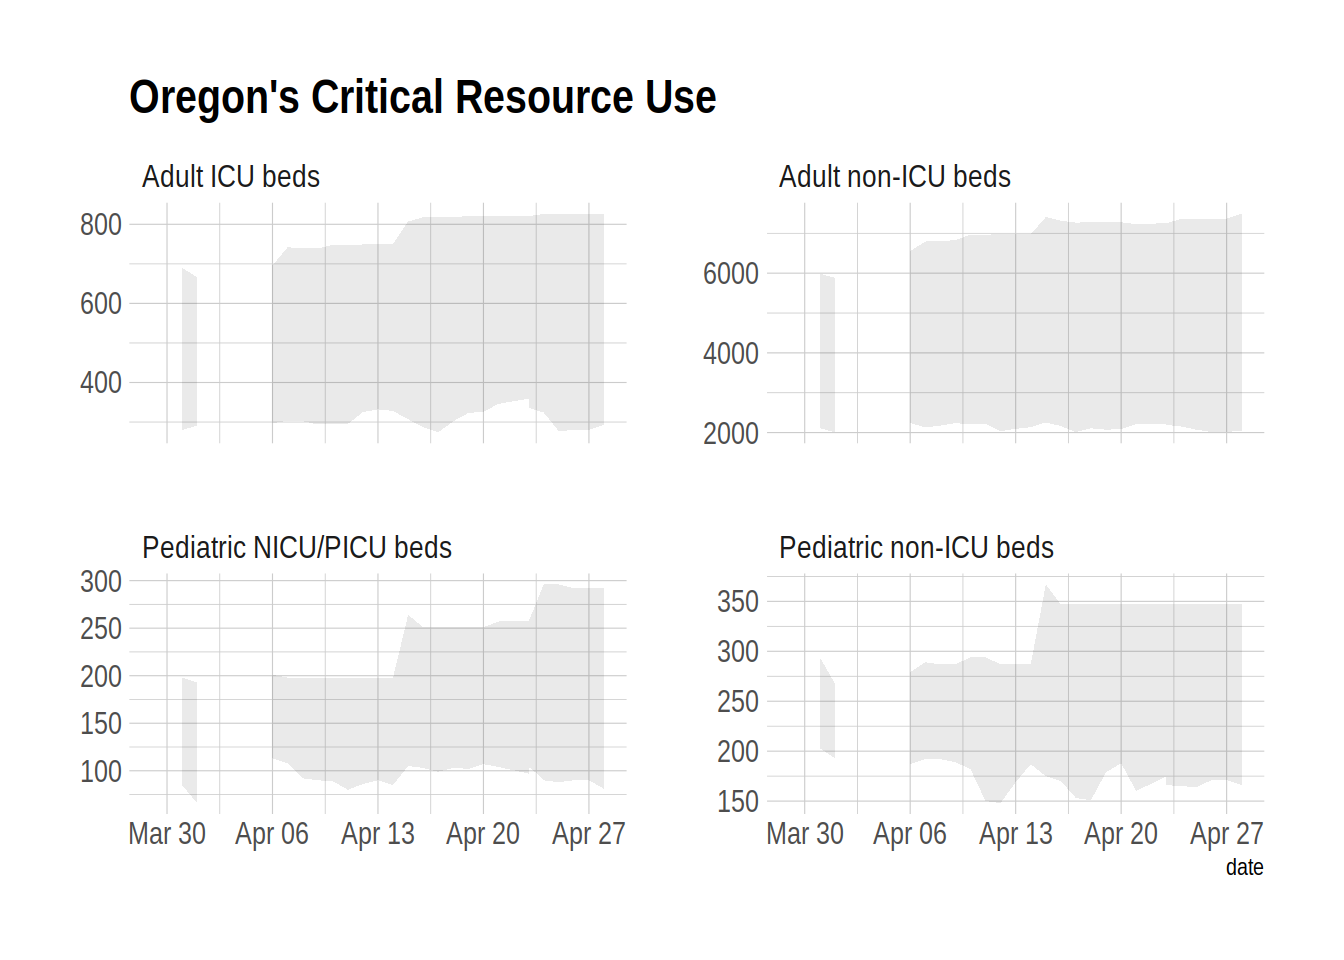 Oregon's Critical Resource Use
Adult ICU beds
800
600
400
Adult non-ICU beds
6000
4000
2000
Pediatric NICU/PICU beds
300
250
200
150
100
Mar 30 Apr 06 Apr 13 Apr 20 Apr 27
Pediatric non-ICU beds
350
300
250
200
150
Mar 30 Apr 06 Apr 13 Apr 20 Apr 27
date